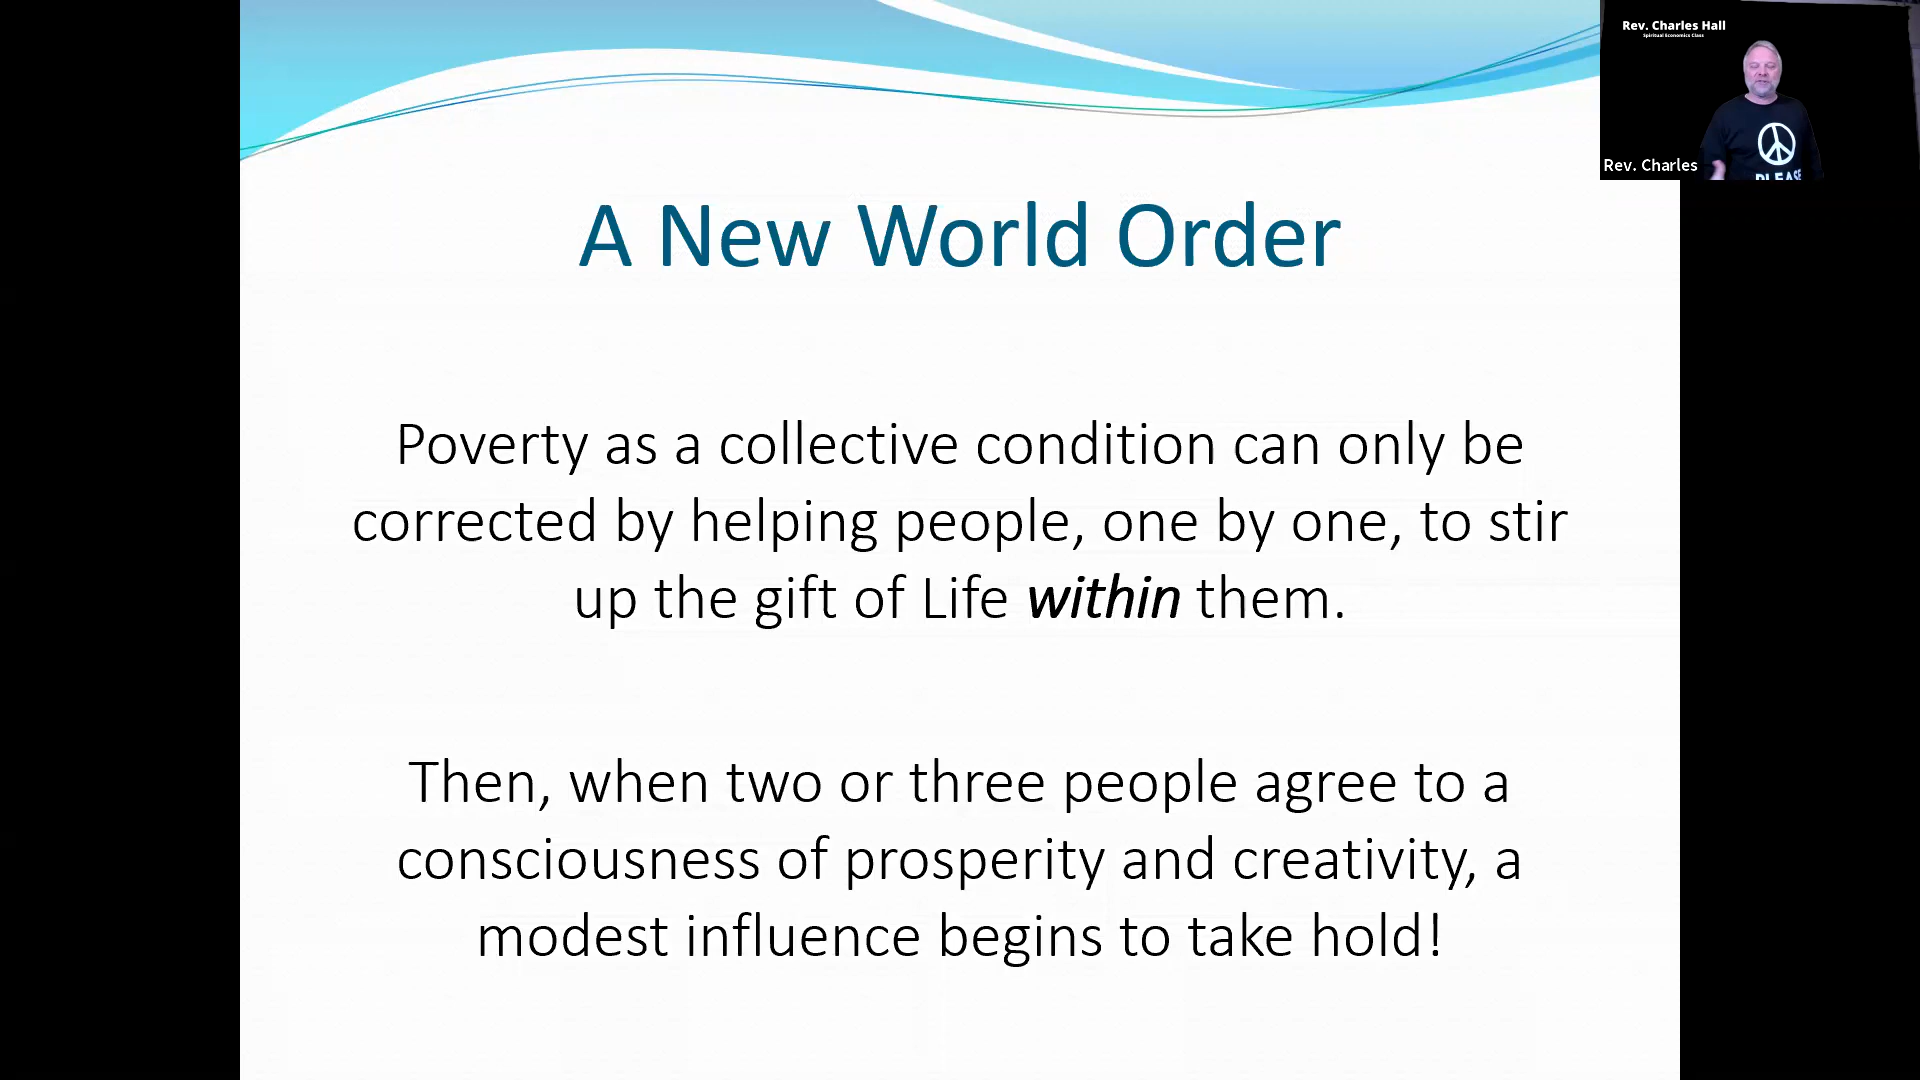 Rev. Charles Hall
Spiritual Economics Class
PLEASE
Rev. Charles
A New World Order
Poverty as a collective condition can only be
corrected by helping people, one by one, to stir
up the gift of Life within them.
Then, when two or three people agree to a
consciousness of prosperity and creativity, a
modest influence begins to take hold!